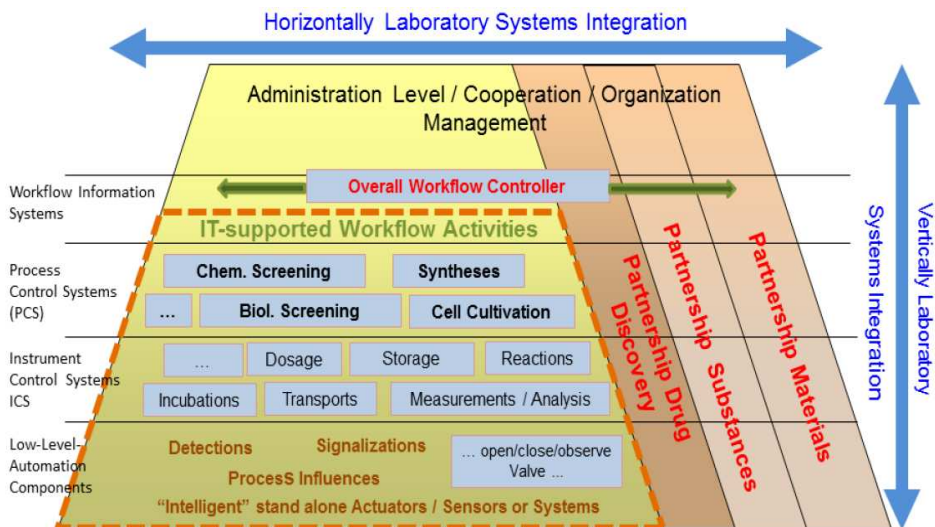 Horizontally Laboratory Systems Integration
Administration Level / Cooperation / Organization
Management
Workflow Information
Systems
Overall Workflow Controller
IT-supported Workflow Activities
Process
Control Systems
(PCS)
Chem. Screening
Syntheses
...
Biol. Screening
Cell Cultivation
Instrument
Control Systems
ICS
...
Dosage
Storage
Reactions
Incubations
Transports
Measurements / Analysis
Low-Level-
Automation
Components
Detections
Signalizations
... open/close/observe
Valve ...
ProcesS Influences
“Intelligent” stand alone Actuators / Sensors or Systems
Partnership Drug
Discovery
Partnership Substances
Partnership Materials
Vertically Laboratory
Systems Integration